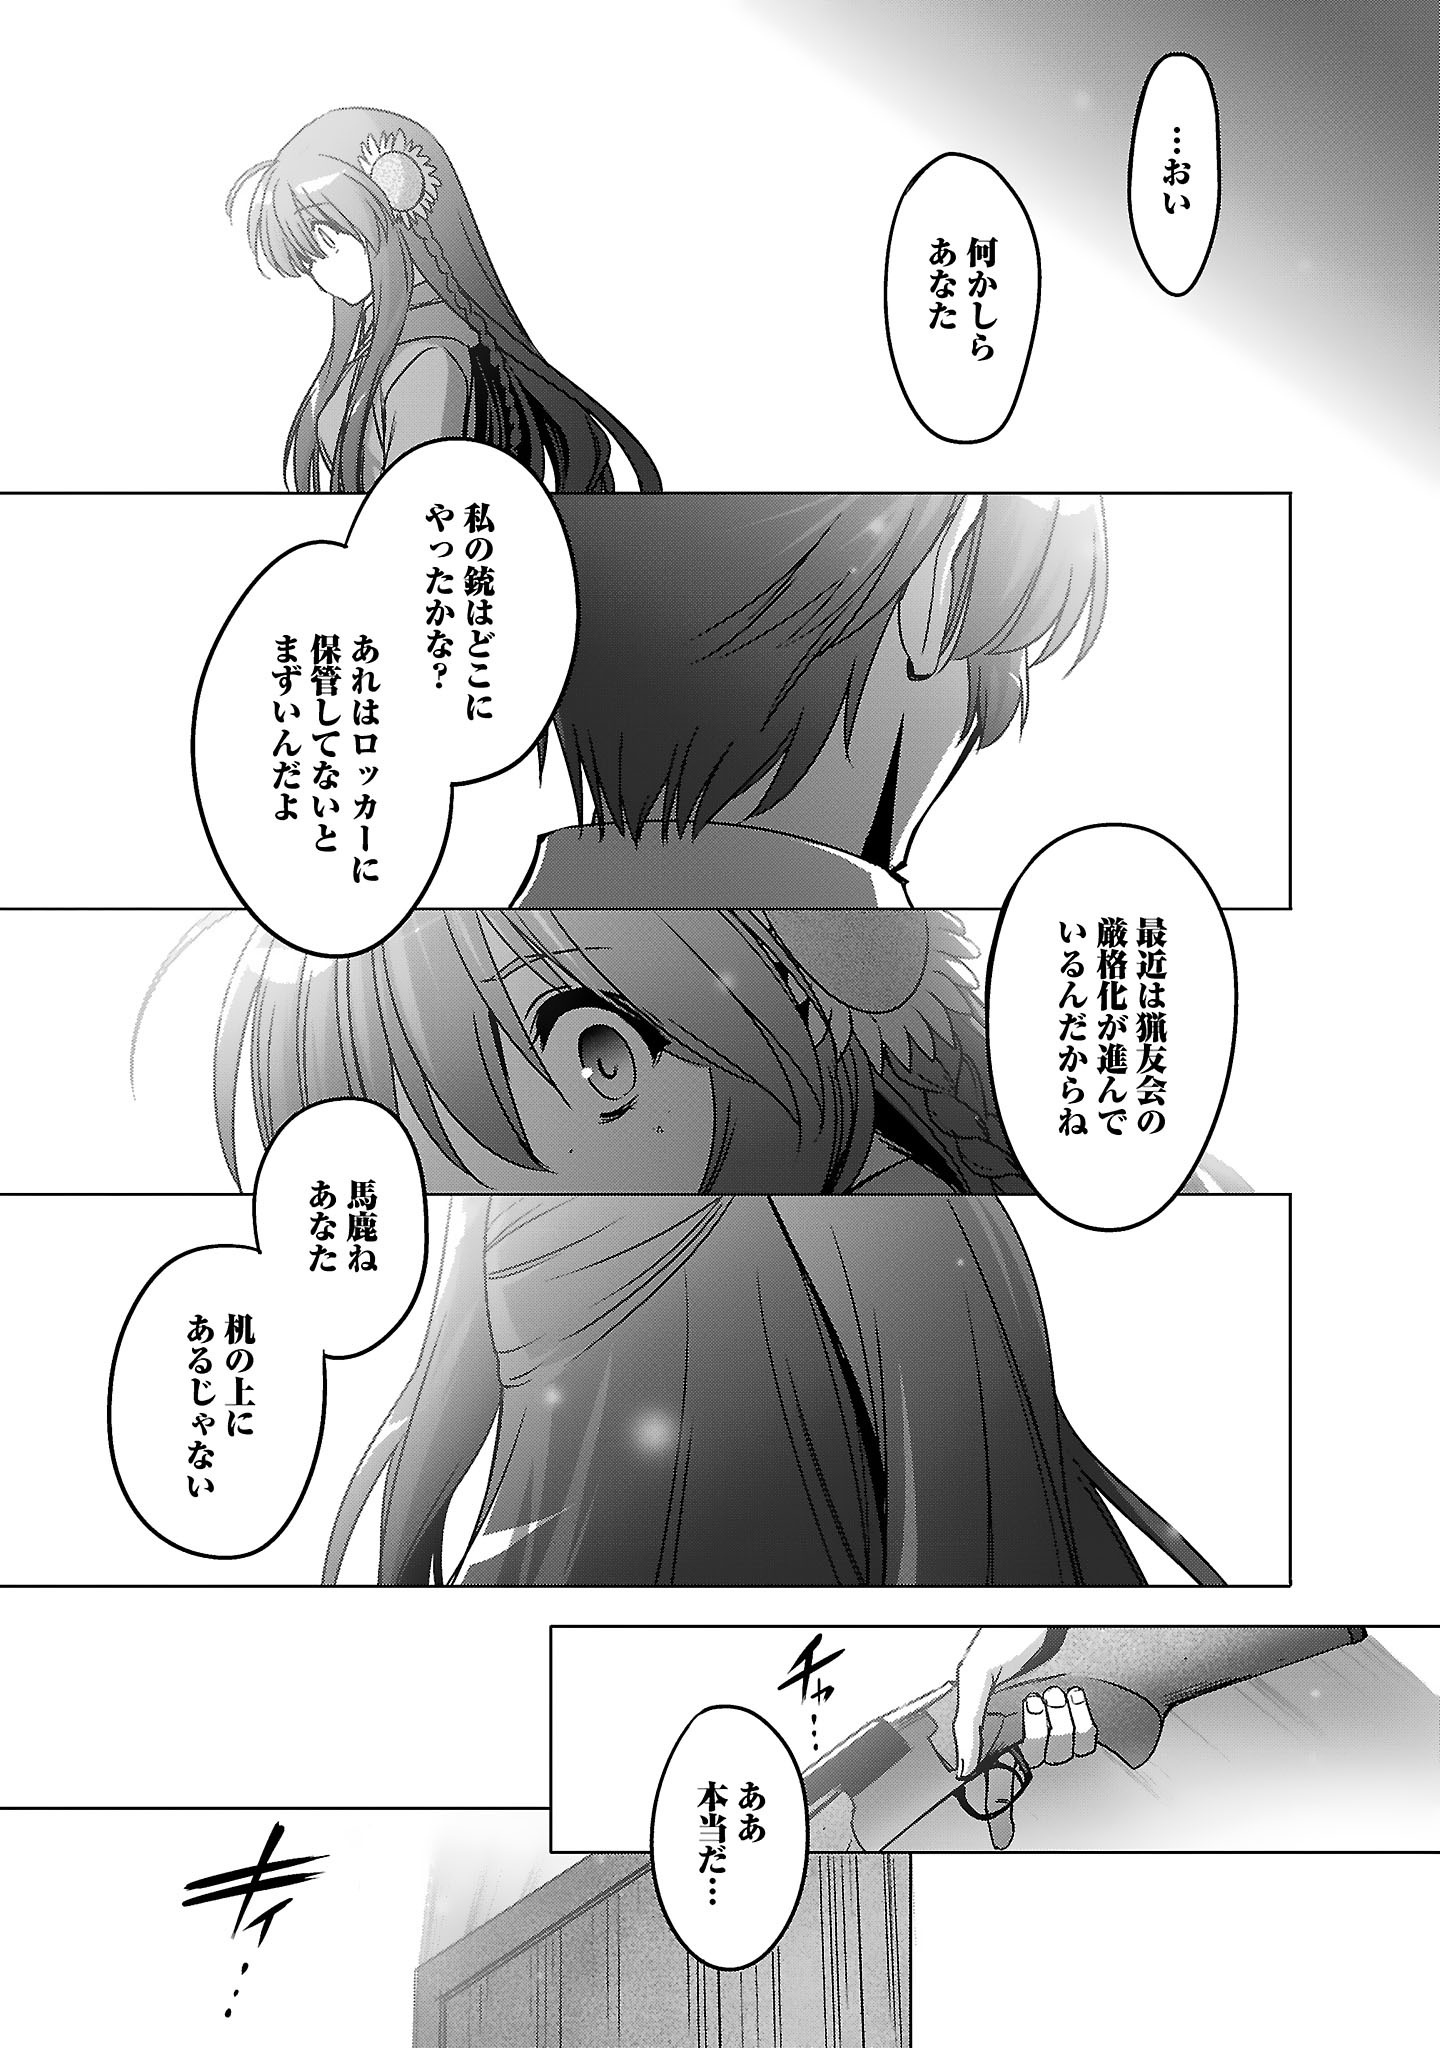 …おい
何かしら
あなた
私の銃はどこに
やったかな？
あれはロッカーに
保管してないと
まずいんだよ
最近は猟友会の
厳格化が進んで
いるんだからね
馬鹿ね
あなた
机の上に
あるじゃない
チャ…
ああ
本当だ…
キィ…